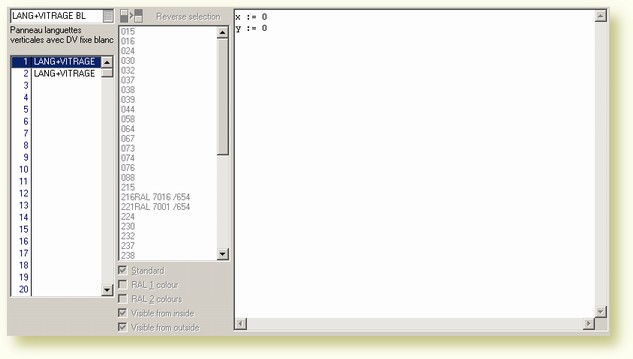 LANG+VITRAGE BL
Panneau languettes
verticales avec DV fixe blanc
1 LANG+VITRAGE
2 LANG+VITRAGE
3
4
5
6
7
8
9
10
11
12
13
14
15
16
17
18
19
20
Reverse selection
015
016
024
030
032
037
038
039
044
058
064
067
073
074
076
088
215
216RAL 7016 /654
221RAL 7001 /654
224
230
232
237
238
Standard
RAL 1 colour
RAL 2 colours
Visible from inside
Visible from outside
x := 0
y := 0